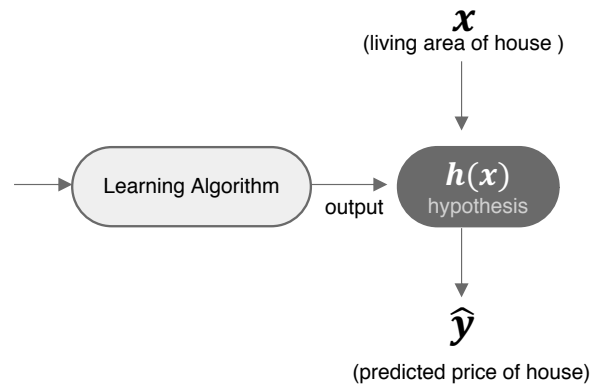 x
(living area of house )
Learning Algorithm
output
h(x)
hypothesis
ŷ
(predicted price of house)